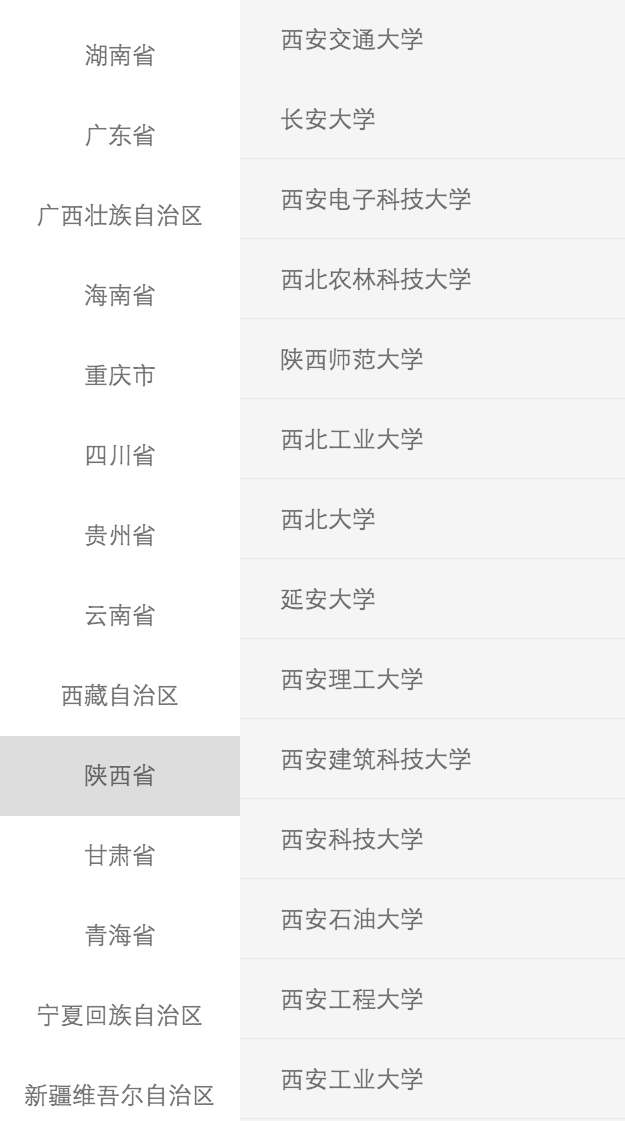 湖南省
广东省
广西壮族自治区
海南省
重庆市
四川省
贵州省
云南省
西藏自治区
陕西省
甘肃省
青海省
宁夏回族自治区
新疆维吾尔自治区
西安交通大学
长安大学
西安电子科技大学
西北农林科技大学
陕西师范大学
西北工业大学
西北大学
延安大学
西安理工大学
西安建筑科技大学
西安科技大学
西安石油大学
西安工程大学
西安工业大学